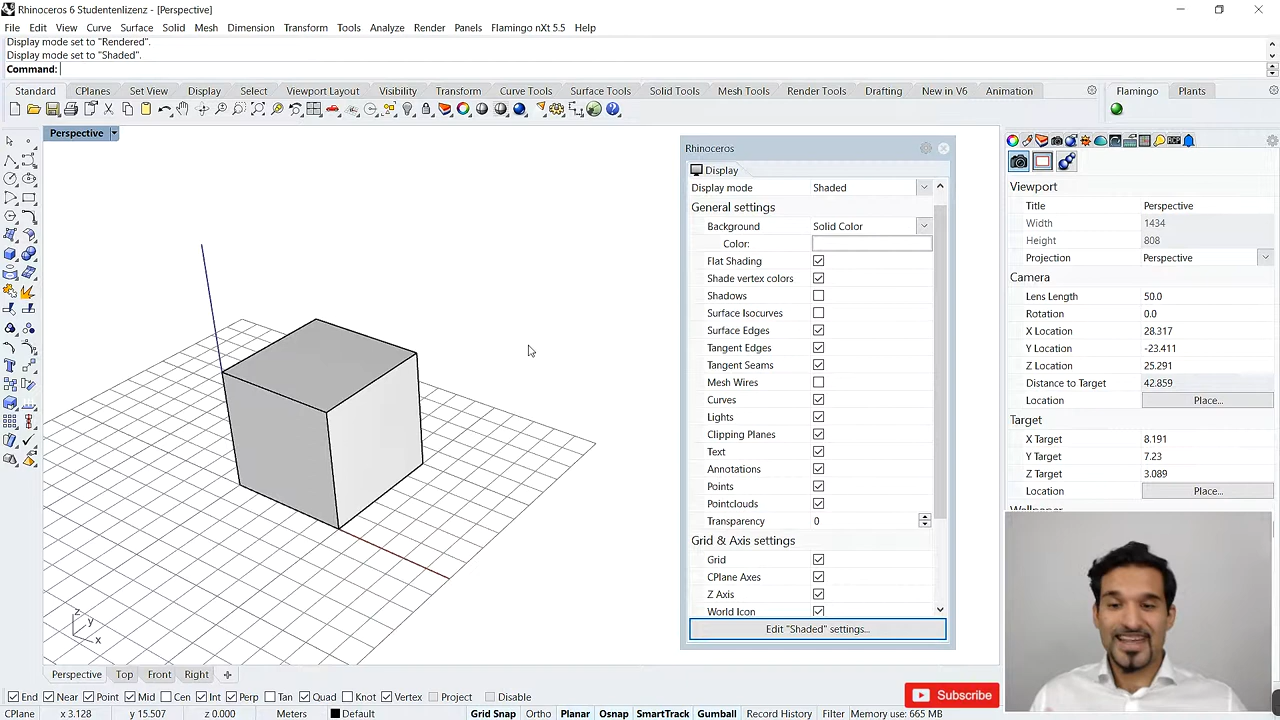 Rhinoceros 6 Studentenlizenz - [Perspective]
File Edit View Curve Surface Solid Mesh Dimension Transform Tools Analyze Render Panels Flamingo nXt 5.5 Help
Display mode set to "Rendered".
Display mode set to "Shaded".
Command:
Standard CPlanes Set View Display Select Viewport Layout Visibility Transform Curve Tools Surface Tools Solid Tools Mesh Tools Render Tools Drafting New in V6 Animation
Flamingo Plants
Perspective
Rhinoceros
Display
Display mode Shaded
General settings
Background Solid Color
Color:
Flat Shading
Shade vertex colors
Shadows
Surface Isocurves
Surface Edges
Tangent Edges
Tangent Seams
Mesh Wires
Curves
Lights
Clipping Planes
Text
Annotations
Points
Pointclouds
Transparency 0
Grid & Axis settings
Grid
CPlane Axes
Z Axis
World Icon
Edit "Shaded" settings...
Viewport
Title Perspective
Width 1434
Height 808
Projection Perspective
Camera
Lens Length 50.0
Rotation 0.0
X Location 28.317
Y Location -23.411
Z Location 25.291
Distance to Target 42.859
Location Place...
Target
X Target 8.191
Y Target 7.23
Z Target 3.089
Location Place...
z
y
x
Perspective Top Front Right
Subscribe
End Near Point Mid Cen Int Perp Tan Quad Knot Vertex Project Disable
CPlane x 3.128 y 15.507 z 0.000 Meters Default Grid Snap Ortho Planar Osnap SmartTrack Gumball Record History Filter Memory use: 665 MB